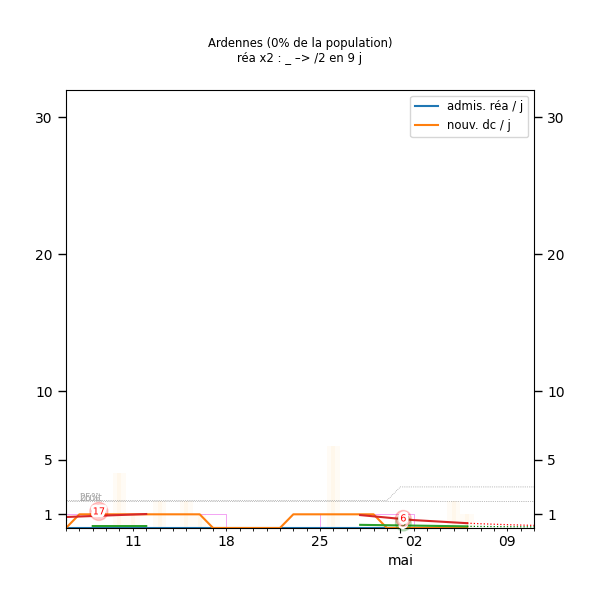 Ardennes (0% de la population)
réa x2 : _ –> /2 en 9 j
admis. réa / j
nouv. dc / j
30 30
20 20
10 10
5 5
1 1
17
6
11 18 25 - 02 09
mai